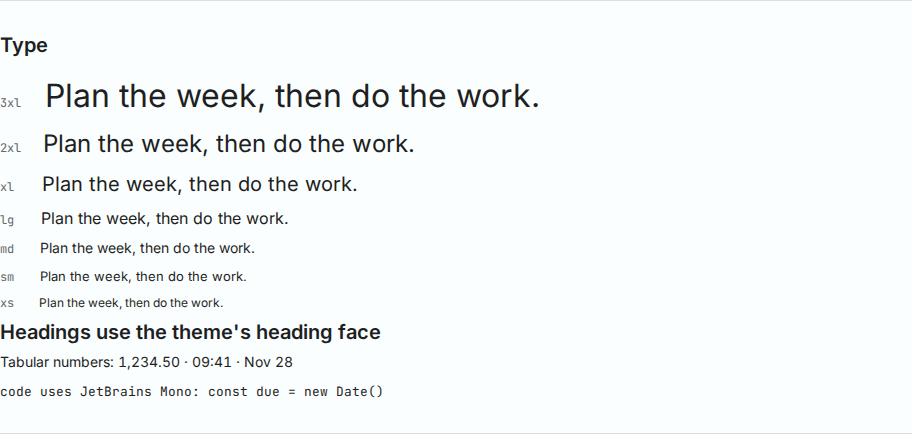 Type
3xl Plan the week, then do the work.
2xl Plan the week, then do the work.
xl Plan the week, then do the work.
lg Plan the week, then do the work.
md Plan the week, then do the work.
sm Plan the week, then do the work.
xs Plan the week, then do the work.
Headings use the theme's heading face
Tabular numbers: 1,234.50 · 09:41 · Nov 28
code uses JetBrains Mono: const due = new Date()